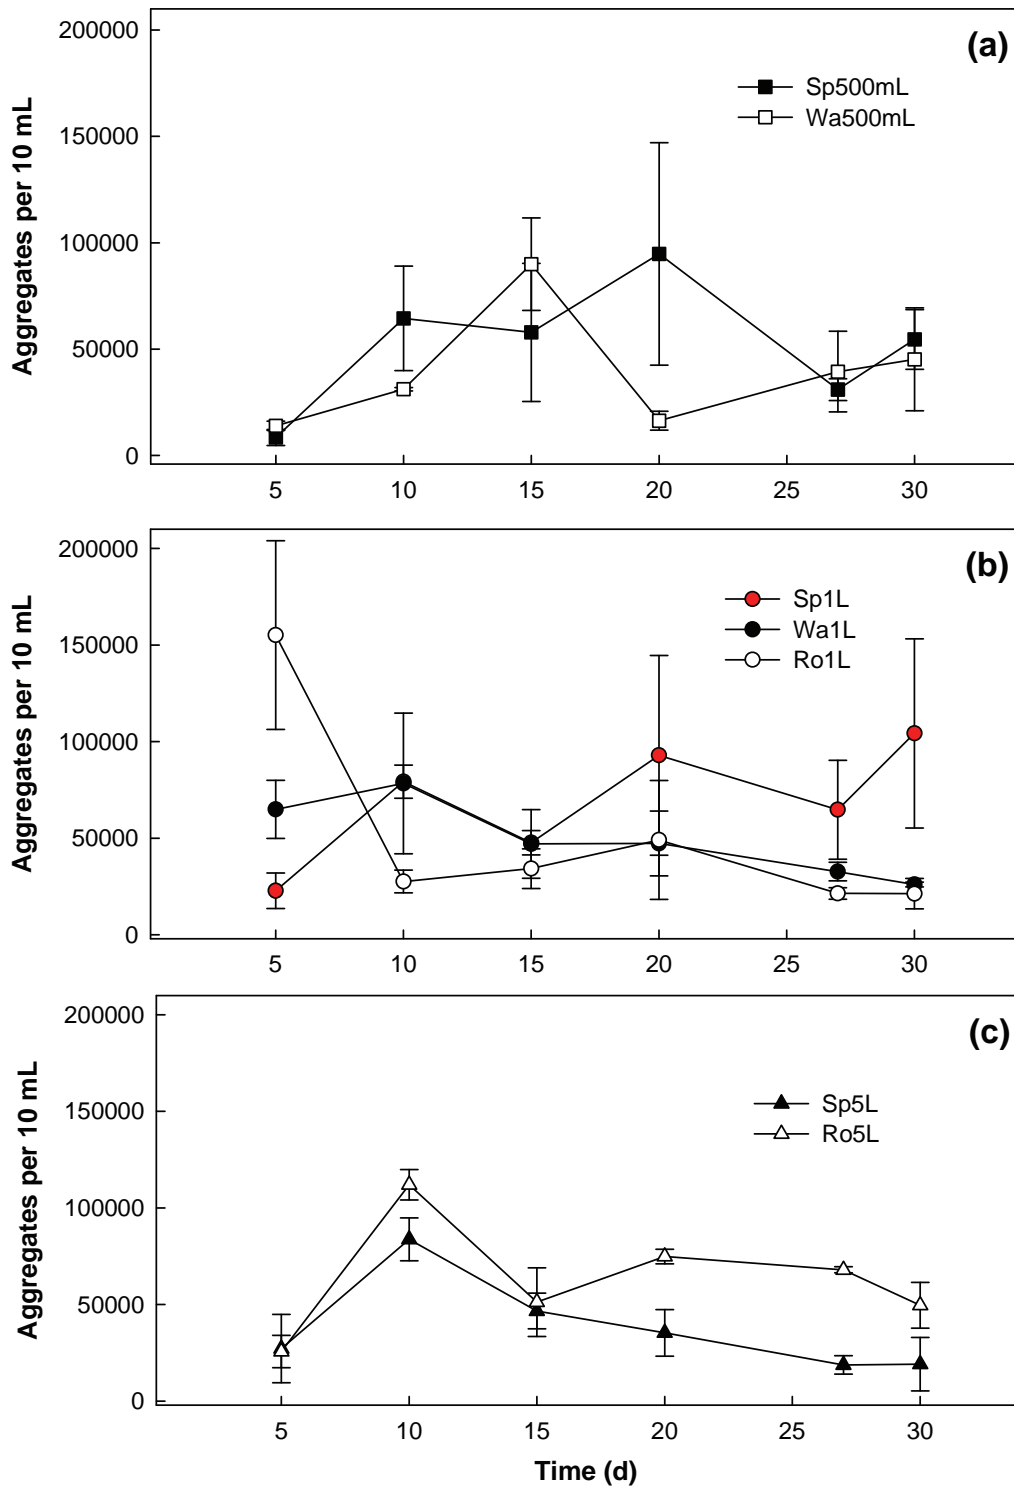 (a)
200000
150000
100000
50000
0
Aggregates per 10 mL
Sp500mL
Wa500mL
5 10 15 20 25 30
(b)
200000
150000
100000
50000
0
Aggregates per 10 mL
Sp1L
Wa1L
Ro1L
5 10 15 20 25 30
(c)
200000
150000
100000
50000
0
Aggregates per 10 mL
Sp5L
Ro5L
5 10 15 20 25 30
Time (d)